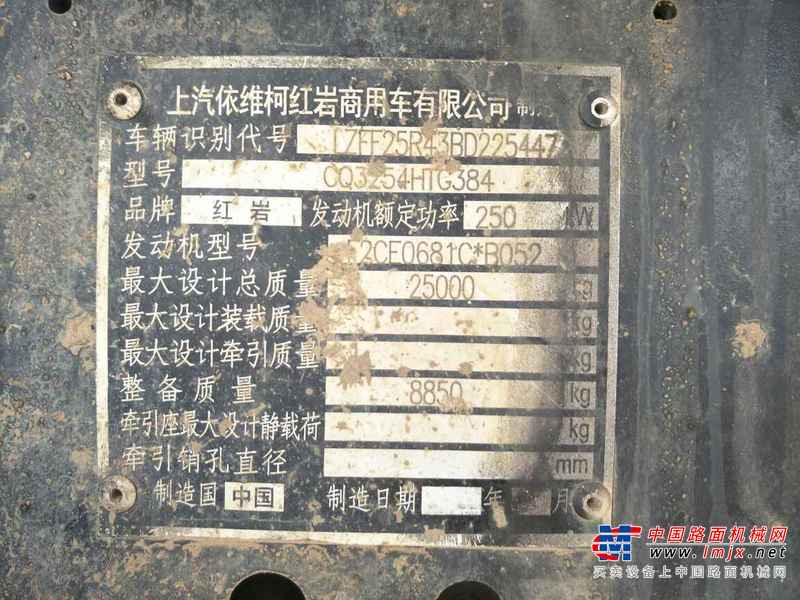 上汽依维柯红岩商用车有限公司 制造
车辆识别代号 LZFF25R43BD225447
型号 CQ3254HTG384
品牌 红岩 发动机额定功率 250 kW
发动机型号 2CE0681C*B052
最大设计总质量 25000 kg
最大设计装载质量 kg
最大设计牵引质量 kg
整备质量 8850 kg
牵引座最大设计静载荷 kg
牵引销孔直径 mm
制造国 中国 制造日期 年 月
中国路面机械网
www.lmjx.net
买卖设备上中国路面机械网